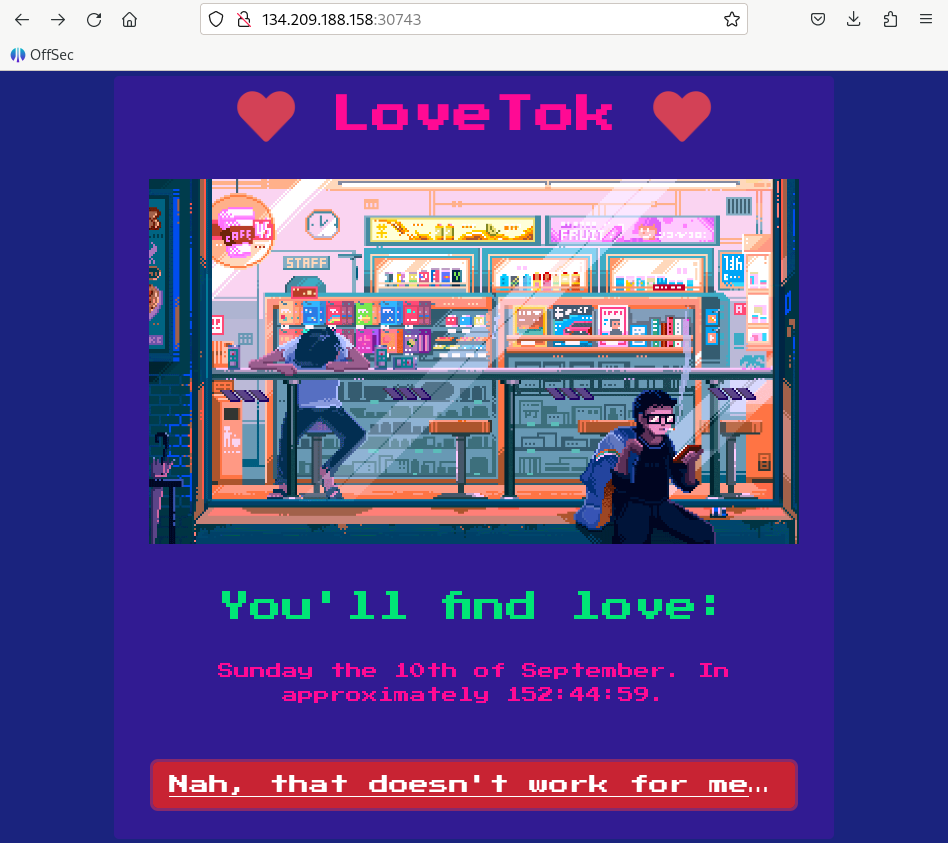 134.209.188.158:30743
OffSec
LoveTok
CAFE
45
STAFF
FRUIT
You'll find love:
Sunday the 10th of September. In
approximately 152:44:59.
Nah, that doesn't work for me…